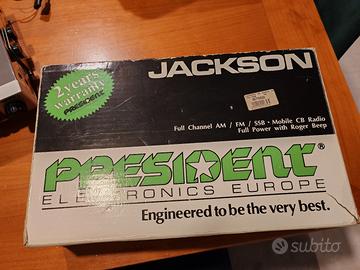 JACKSON
2 years
warranty
PRESIDENT
Full Channel AM / FM / SSB • Mobile CB Radio
Full Power with Roger Beep
PRESIDENT®
ELECTRONICS EUROPE
Engineered to be the very best.
subito